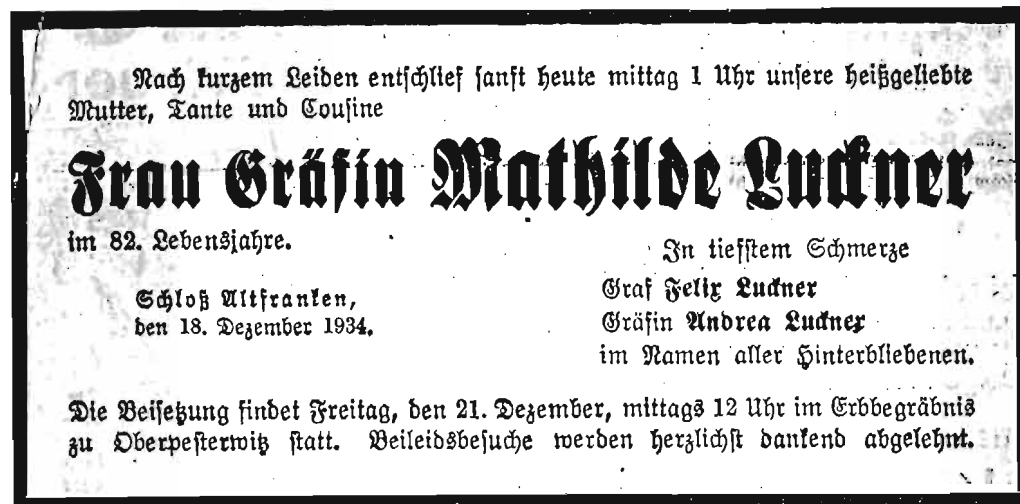 Nach kurzem Leiden entschlief sanft heute mittag 1 Uhr unsere heißgeliebte
Mutter, Tante und Cousine
Frau Gräfin Mathilde Luckner
im 82. Lebensjahre.
Schloß Altfranken,
den 18. Dezember 1934.
In tiefstem Schmerze
Graf Felix Luckner
Gräfin Andrea Luckner
im Namen aller Hinterbliebenen.
Die Beisetzung findet Freitag, den 21. Dezember, mittags 12 Uhr im Erbbegräbnis
zu Oberpesterwitz statt. Beileidsbesuche werden herzlichst dankend abgelehnt.